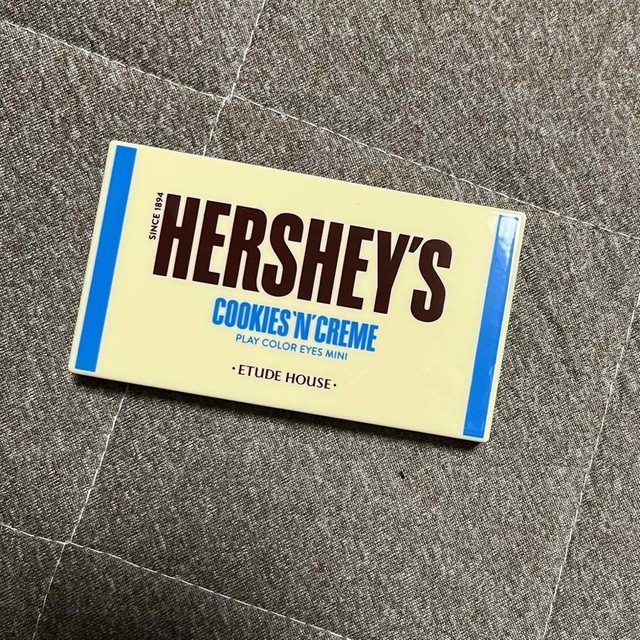 SINCE 1894
HERSHEY'S
COOKIES 'N' CREME
PLAY COLOR EYES MINI
•ETUDE HOUSE•